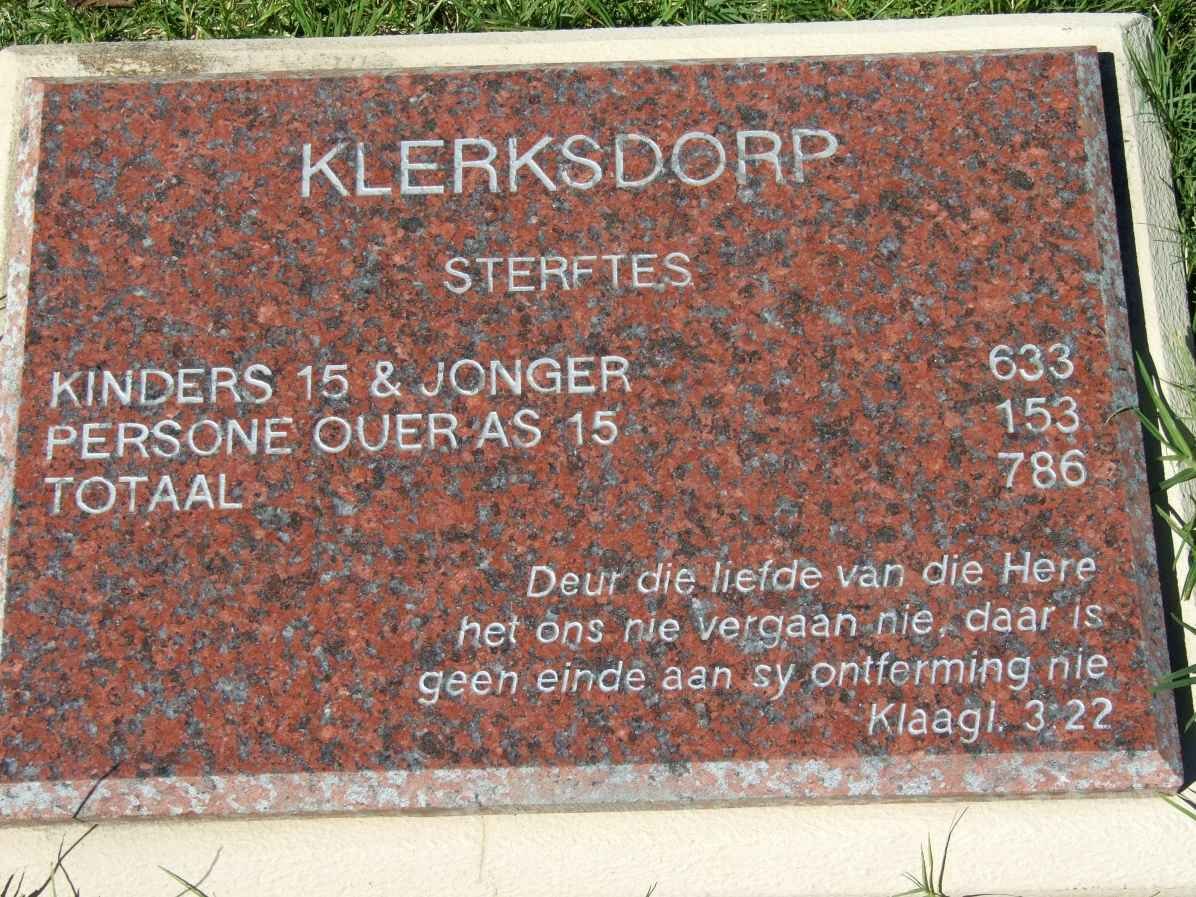 KLERKSDORP
STERFTES
KINDERS 15 & JONGER 633
PERSONE OUER AS 15 153
TOTAAL 786
Deur die liefde van die Here
het ons nie vergaan nie, daar is
geen einde aan sy ontferming nie
Klaagl. 3:22